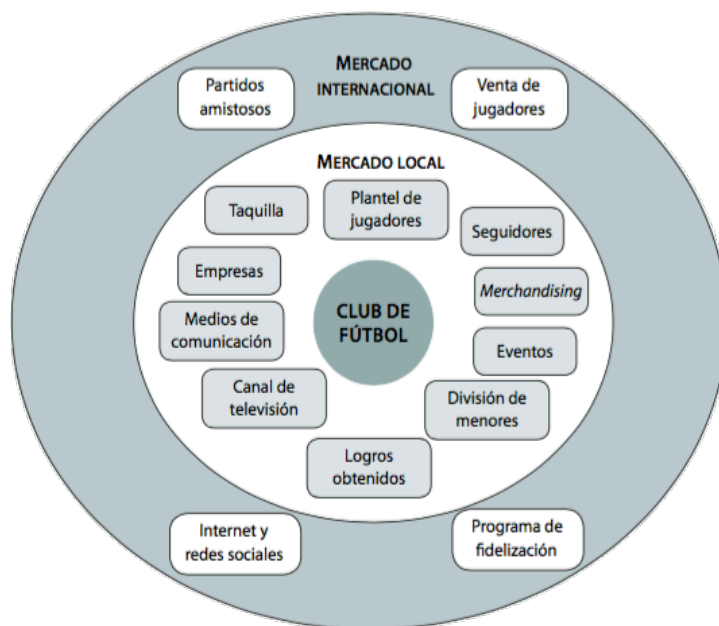 MERCADO
INTERNACIONAL
Partidos
amistosos
Venta de
jugadores
MERCADO LOCAL
Taquilla
Plantel de
jugadores
Seguidores
Empresas
Merchandising
Medios de
comunicación
CLUB DE
FÚTBOL
Eventos
Canal de
televisión
División de
menores
Logros
obtenidos
Internet y
redes sociales
Programa de
fidelización